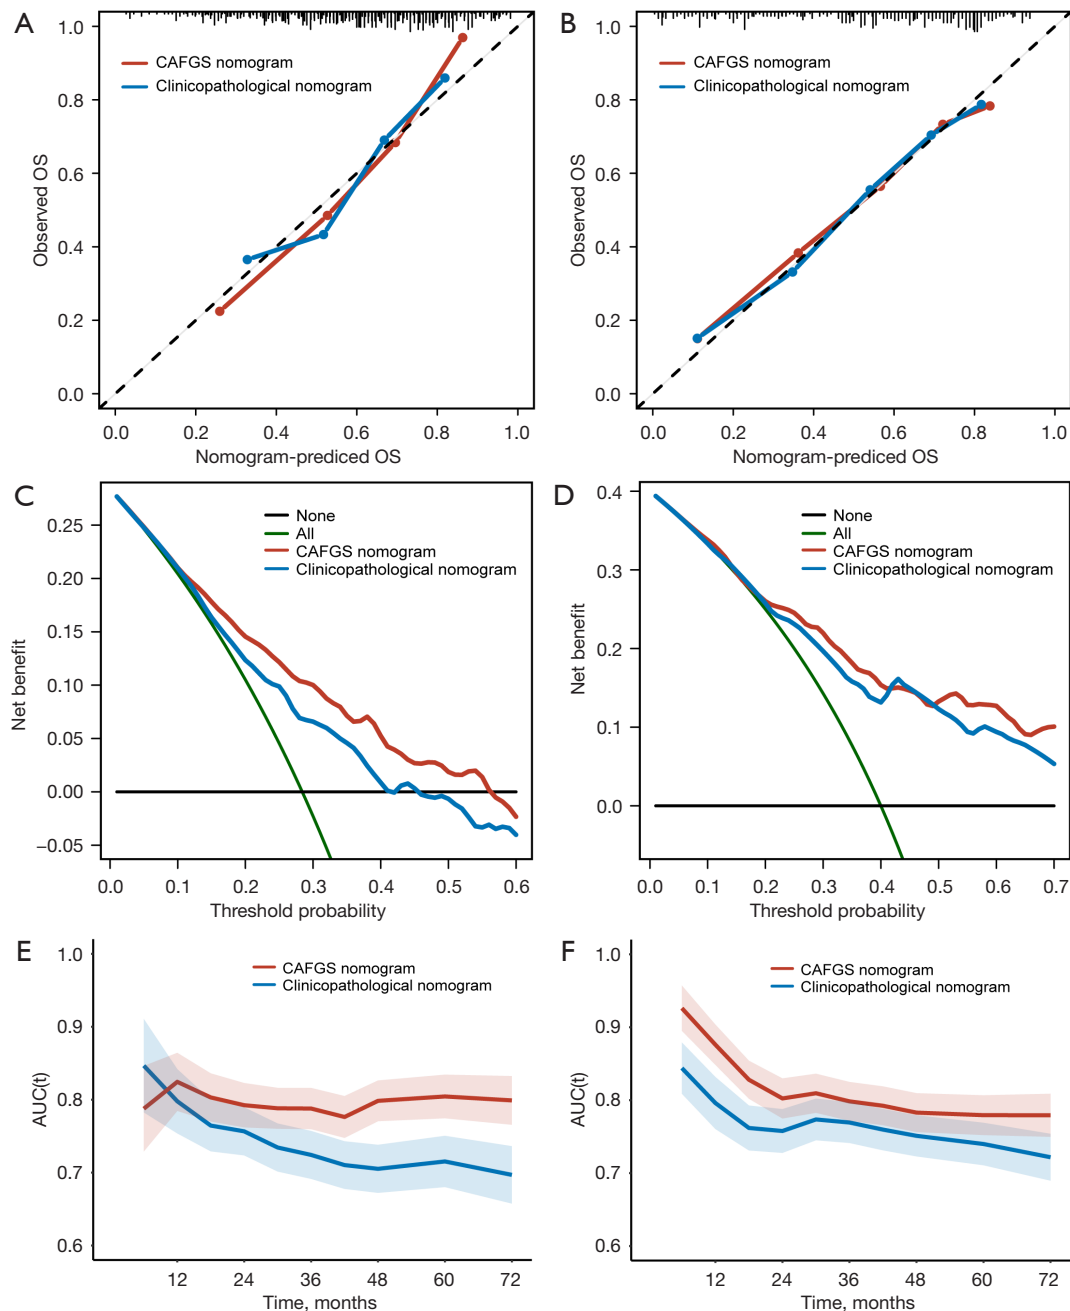 A
1.0
0.8
0.6
0.4
0.2
0.0
Observed OS
CAFGS nomogram
Clinicopathological nomogram
0.0 0.2 0.4 0.6 0.8 1.0
Nomogram-prediced OS
B
1.0
0.8
0.6
0.4
0.2
0.0
Observed OS
CAFGS nomogram
Clinicopathological nomogram
0.0 0.2 0.4 0.6 0.8 1.0
Nomogram-prediced OS
C
0.25
0.20
0.15
0.10
0.05
0.00
−0.05
Net benefit
None
All
CAFGS nomogram
Clinicopathological nomogram
0.0 0.1 0.2 0.3 0.4 0.5 0.6
Threshold probability
D
0.4
0.3
0.2
0.1
0.0
Net benefit
None
All
CAFGS nomogram
Clinicopathological nomogram
0.0 0.1 0.2 0.3 0.4 0.5 0.6 0.7
Threshold probability
E
1.0
0.9
0.8
0.7
0.6
AUC(t)
CAFGS nomogram
Clinicopathological nomogram
12 24 36 48 60 72
Time, months
F
1.0
0.9
0.8
0.7
0.6
AUC(t)
CAFGS nomogram
Clinicopathological nomogram
12 24 36 48 60 72
Time, months